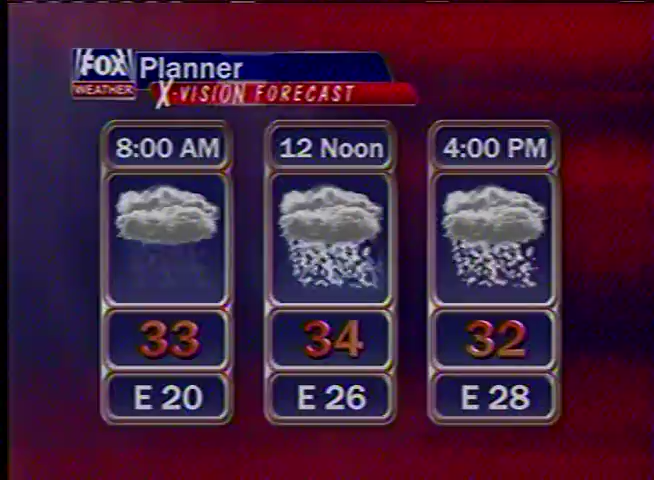 FOX
WEATHER
Planner
X-VISION FORECAST
8:00 AM
12 Noon
4:00 PM
33
34
32
E 20
E 26
E 28